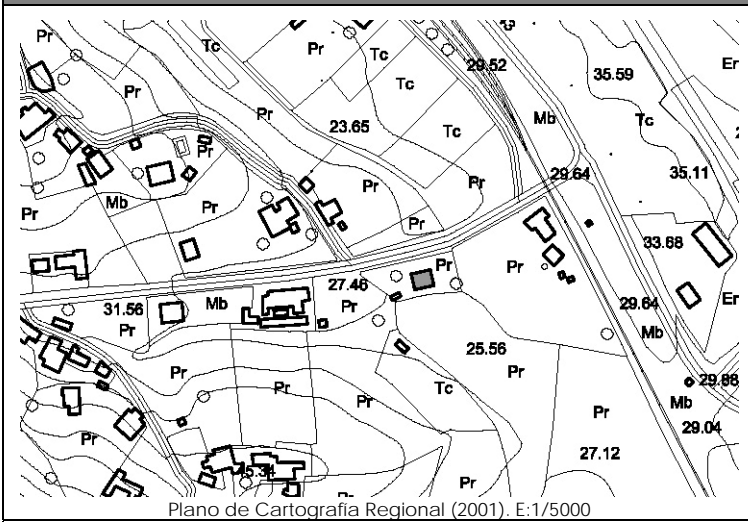 Pr
Tc
Pr
Tc
29.52
35.59
Er
Pr
Tc
Pr
23.65
Tc
Mb
Tc
Pr
Pr
Pr
29.64
35.11
Mb
Pr
Pr
Pr
33.68
27.46
Pr
Pr
31.56
Mb
Pr
29.64
Er
Pr
Mb
25.56
Pr
Pr
Pr
Tc
Pr
29.88
Mb
29.04
Pr
Pr
27.12
Pr
Plano de Cartografía Regional (2001). E:1/5000